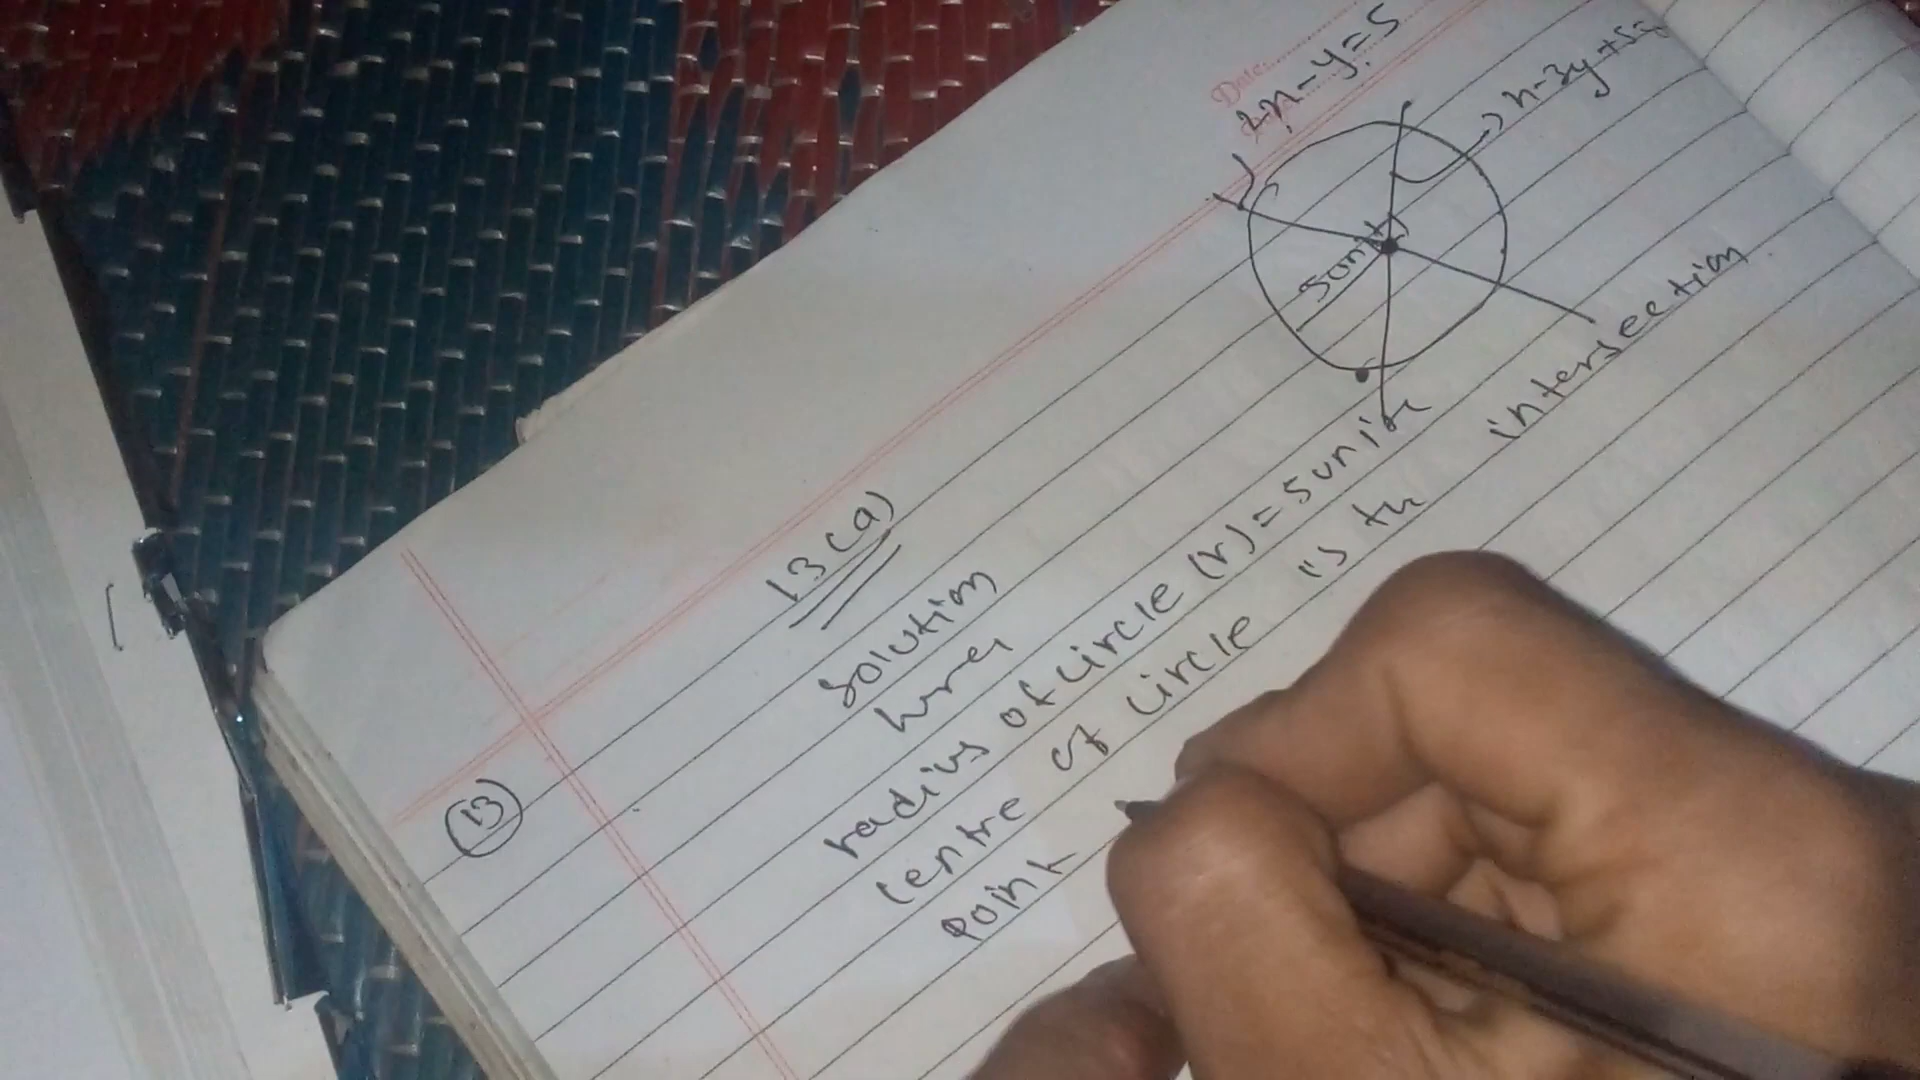 Date:
2x-y=5
x-3y+5=
5unit
(13)
13(a)
Solution
here,
radius of circle (r) = 5 unit
centre of circle is the intersection
point